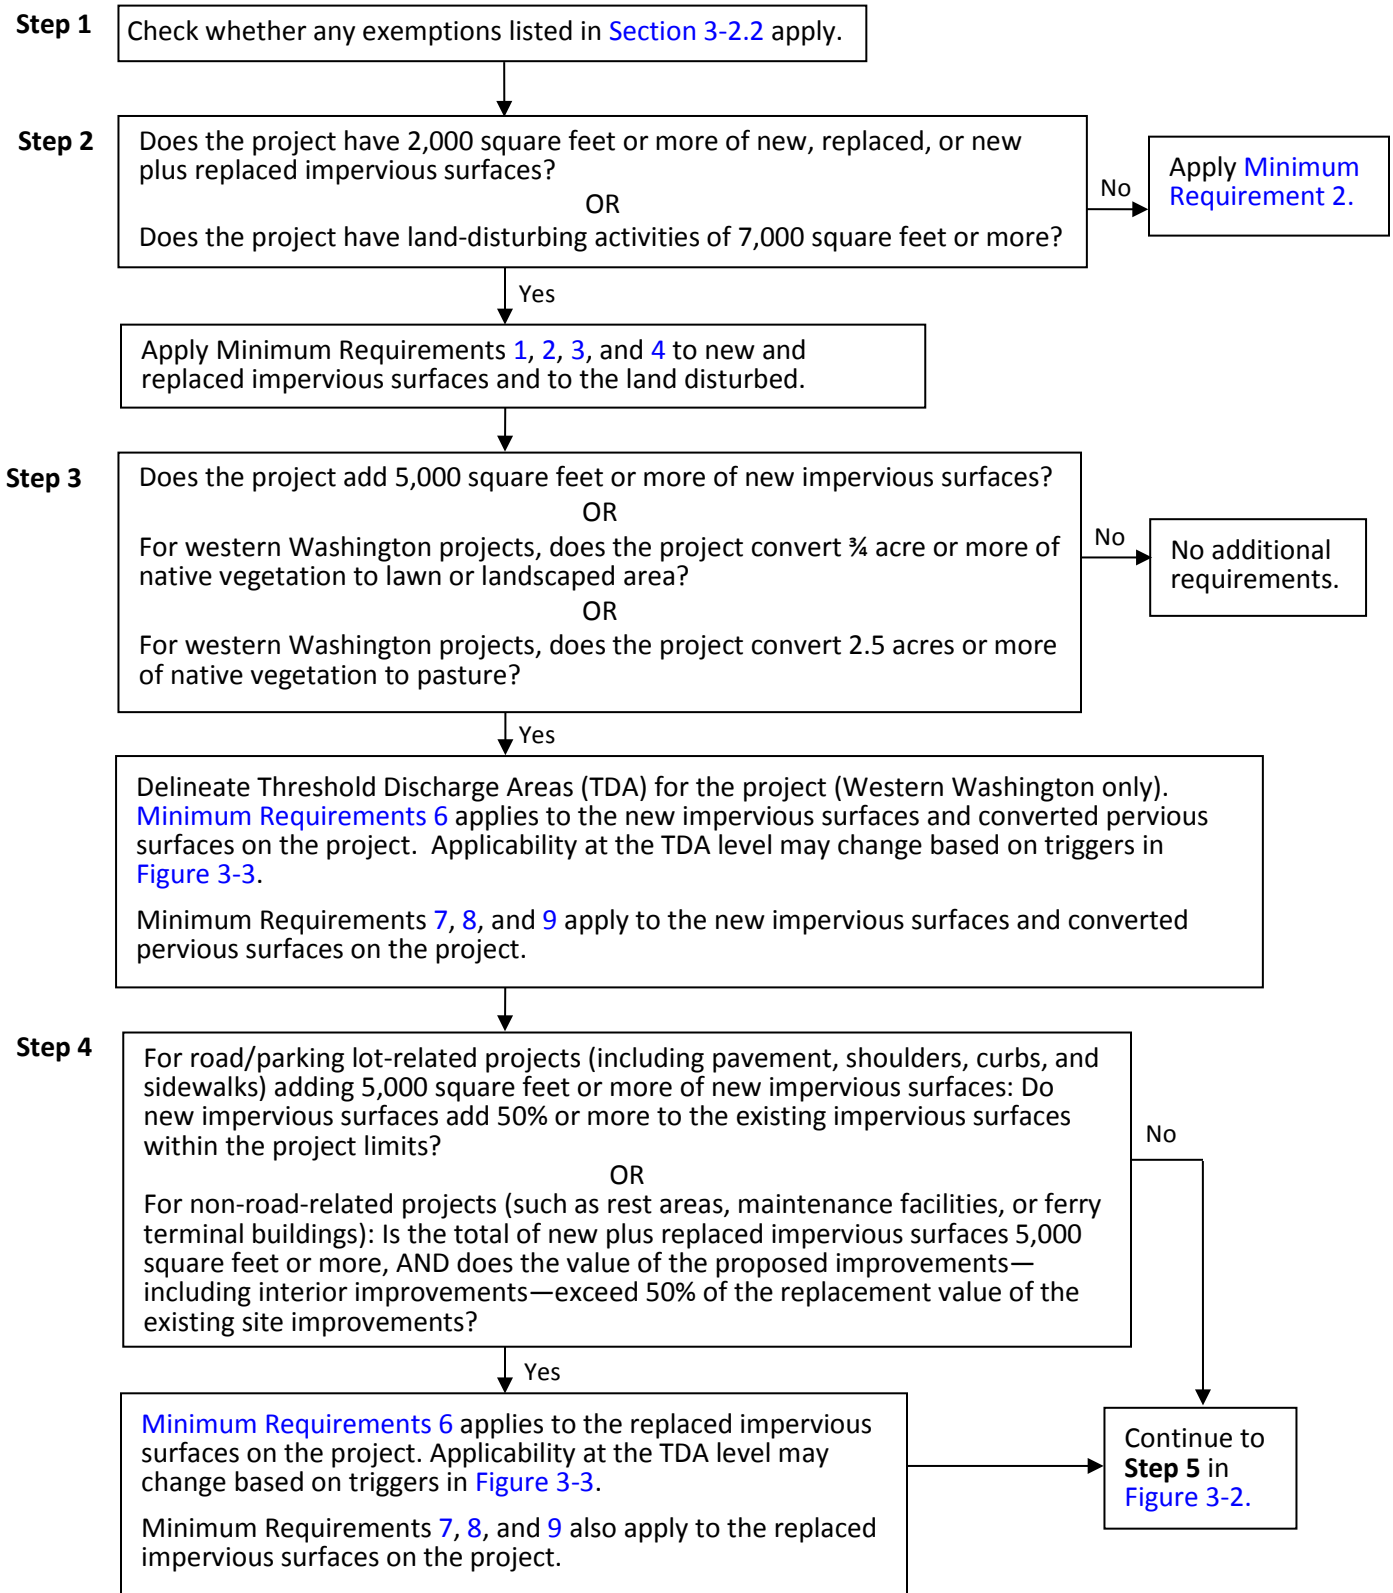 Step 1
Check whether any exemptions listed in Section 3-2.2 apply.
Step 2
Does the project have 2,000 square feet or more of new, replaced, or new
plus replaced impervious surfaces?
OR
Does the project have land-disturbing activities of 7,000 square feet or more?
No
Apply Minimum
Requirement 2.
Yes
Apply Minimum Requirements 1, 2, 3, and 4 to new and
replaced impervious surfaces and to the land disturbed.
Step 3
Does the project add 5,000 square feet or more of new impervious surfaces?
OR
For western Washington projects, does the project convert ¾ acre or more of
native vegetation to lawn or landscaped area?
OR
For western Washington projects, does the project convert 2.5 acres or more
of native vegetation to pasture?
No
No additional
requirements.
Yes
Delineate Threshold Discharge Areas (TDA) for the project (Western Washington only).
Minimum Requirements 6 applies to the new impervious surfaces and converted pervious
surfaces on the project.  Applicability at the TDA level may change based on triggers in
Figure 3-3.
Minimum Requirements 7, 8, and 9 apply to the new impervious surfaces and converted
pervious surfaces on the project.
Step 4
For road/parking lot-related projects (including pavement, shoulders, curbs, and
sidewalks) adding 5,000 square feet or more of new impervious surfaces: Do
new impervious surfaces add 50% or more to the existing impervious surfaces
within the project limits?
OR
For non-road-related projects (such as rest areas, maintenance facilities, or ferry
terminal buildings): Is the total of new plus replaced impervious surfaces 5,000
square feet or more, AND does the value of the proposed improvements—
including interior improvements—exceed 50% of the replacement value of the
existing site improvements?
No
Yes
Minimum Requirements 6 applies to the replaced impervious
surfaces on the project. Applicability at the TDA level may
change based on triggers in Figure 3-3.
Minimum Requirements 7, 8, and 9 also apply to the replaced
impervious surfaces on the project.
Continue to
Step 5 in
Figure 3-2.